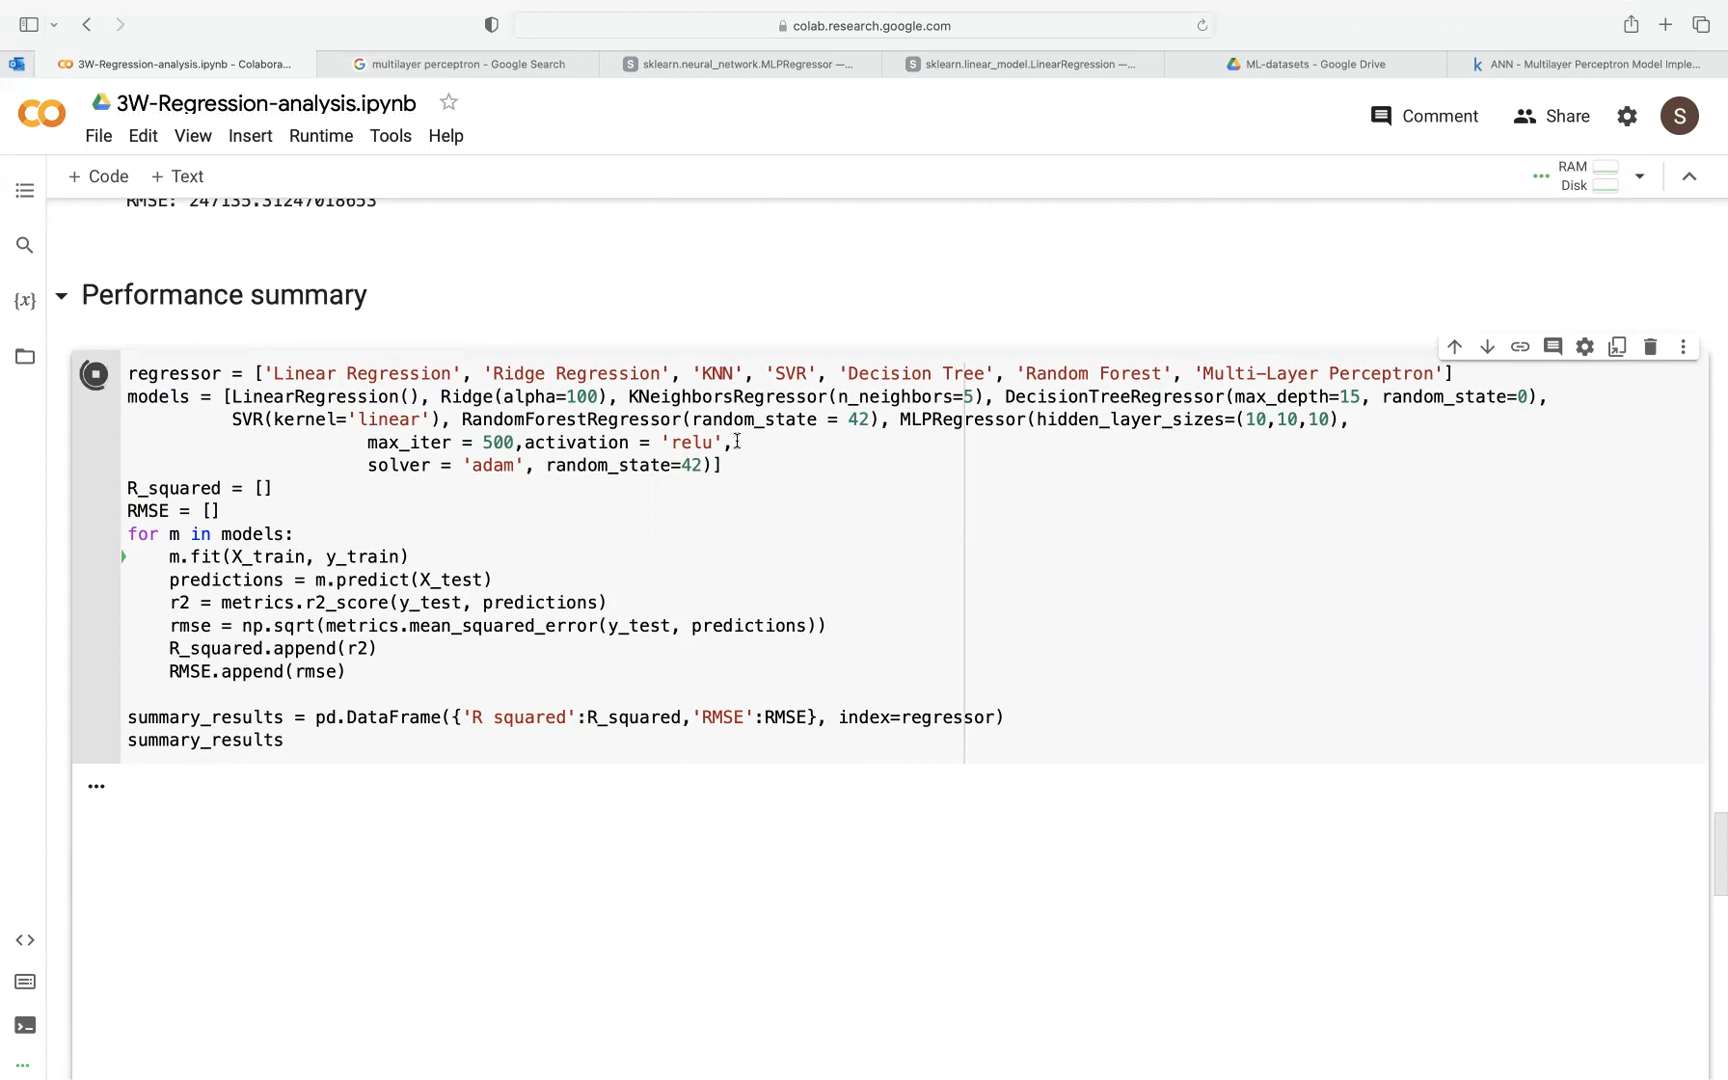 colab.research.google.com
3W-Regression-analysis.ipynb - Colabora...
multilayer perceptron - Google Search
sklearn.neural_network.MLPRegressor —...
sklearn.linear_model.LinearRegression —...
ML-datasets - Google Drive
ANN - Multilayer Perceptron Model Imple...
3W-Regression-analysis.ipynb
Comment
Share
S
File Edit View Insert Runtime Tools Help
+ Code + Text
RAM
Disk
RMSE: 247135.31247018653
{x}
Performance summary
regressor = ['Linear Regression', 'Ridge Regression', 'KNN', 'SVR', 'Decision Tree', 'Random Forest', 'Multi-Layer Perceptron']
models = [LinearRegression(), Ridge(alpha=100), KNeighborsRegressor(n_neighbors=5), DecisionTreeRegressor(max_depth=15, random_state=0),
SVR(kernel='linear'), RandomForestRegressor(random_state = 42), MLPRegressor(hidden_layer_sizes=(10,10,10),
max_iter = 500,activation = 'relu',
solver = 'adam', random_state=42)]
R_squared = []
RMSE = []
for m in models:
m.fit(X_train, y_train)
predictions = m.predict(X_test)
r2 = metrics.r2_score(y_test, predictions)
rmse = np.sqrt(metrics.mean_squared_error(y_test, predictions))
R_squared.append(r2)
RMSE.append(rmse)
summary_results = pd.DataFrame({'R squared':R_squared,'RMSE':RMSE}, index=regressor)
summary_results